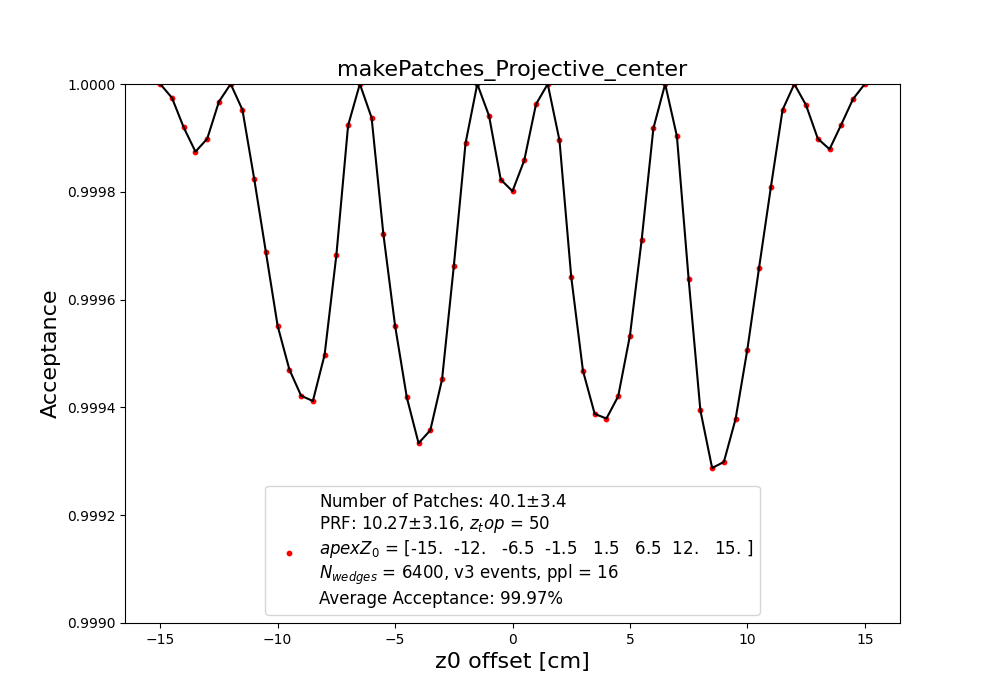 makePatches_Projective_center
Acceptance
1.0000
0.9998
0.9996
0.9994
0.9992
0.9990
Number of Patches: 40.1±3.4
PRF: 10.27±3.16, z_top = 50
apexZ_0 = [-15. -12. -6.5 -1.5 1.5 6.5 12. 15. ]
N_wedges = 6400, v3 events, ppl = 16
Average Acceptance: 99.97%
−15 −10 −5 0 5 10 15
z0 offset [cm]